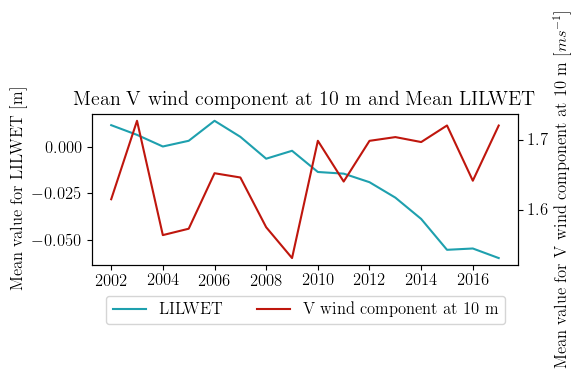 Mean V wind component at 10 m and Mean LILWET
Mean value for LILWET [m]
0.000
−0.025
−0.050
Mean value for V wind component at 10 m [ms⁻¹]
1.7
1.6
2002 2004 2006 2008 2010 2012 2014 2016
LILWET V wind component at 10 m